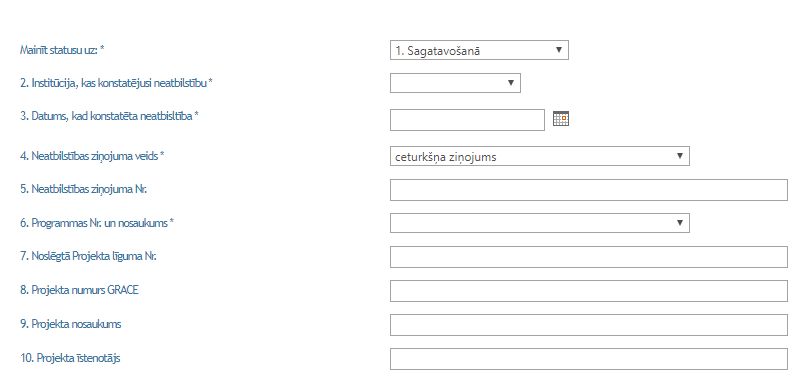 Mainīt statusu uz: * 1. Sagatavošanā
2. Institūcija, kas konstatējusi neatbilstību *
3. Datums, kad konstatēta neatbisltība *
4. Neatbilstības ziņojuma veids * ceturkšņa ziņojums
5. Neatbilstības ziņojuma Nr.
6. Programmas Nr. un nosaukums *
7. Noslēgtā Projekta līguma Nr.
8. Projekta numurs GRACE
9. Projekta nosaukums
10. Projekta īstenotājs